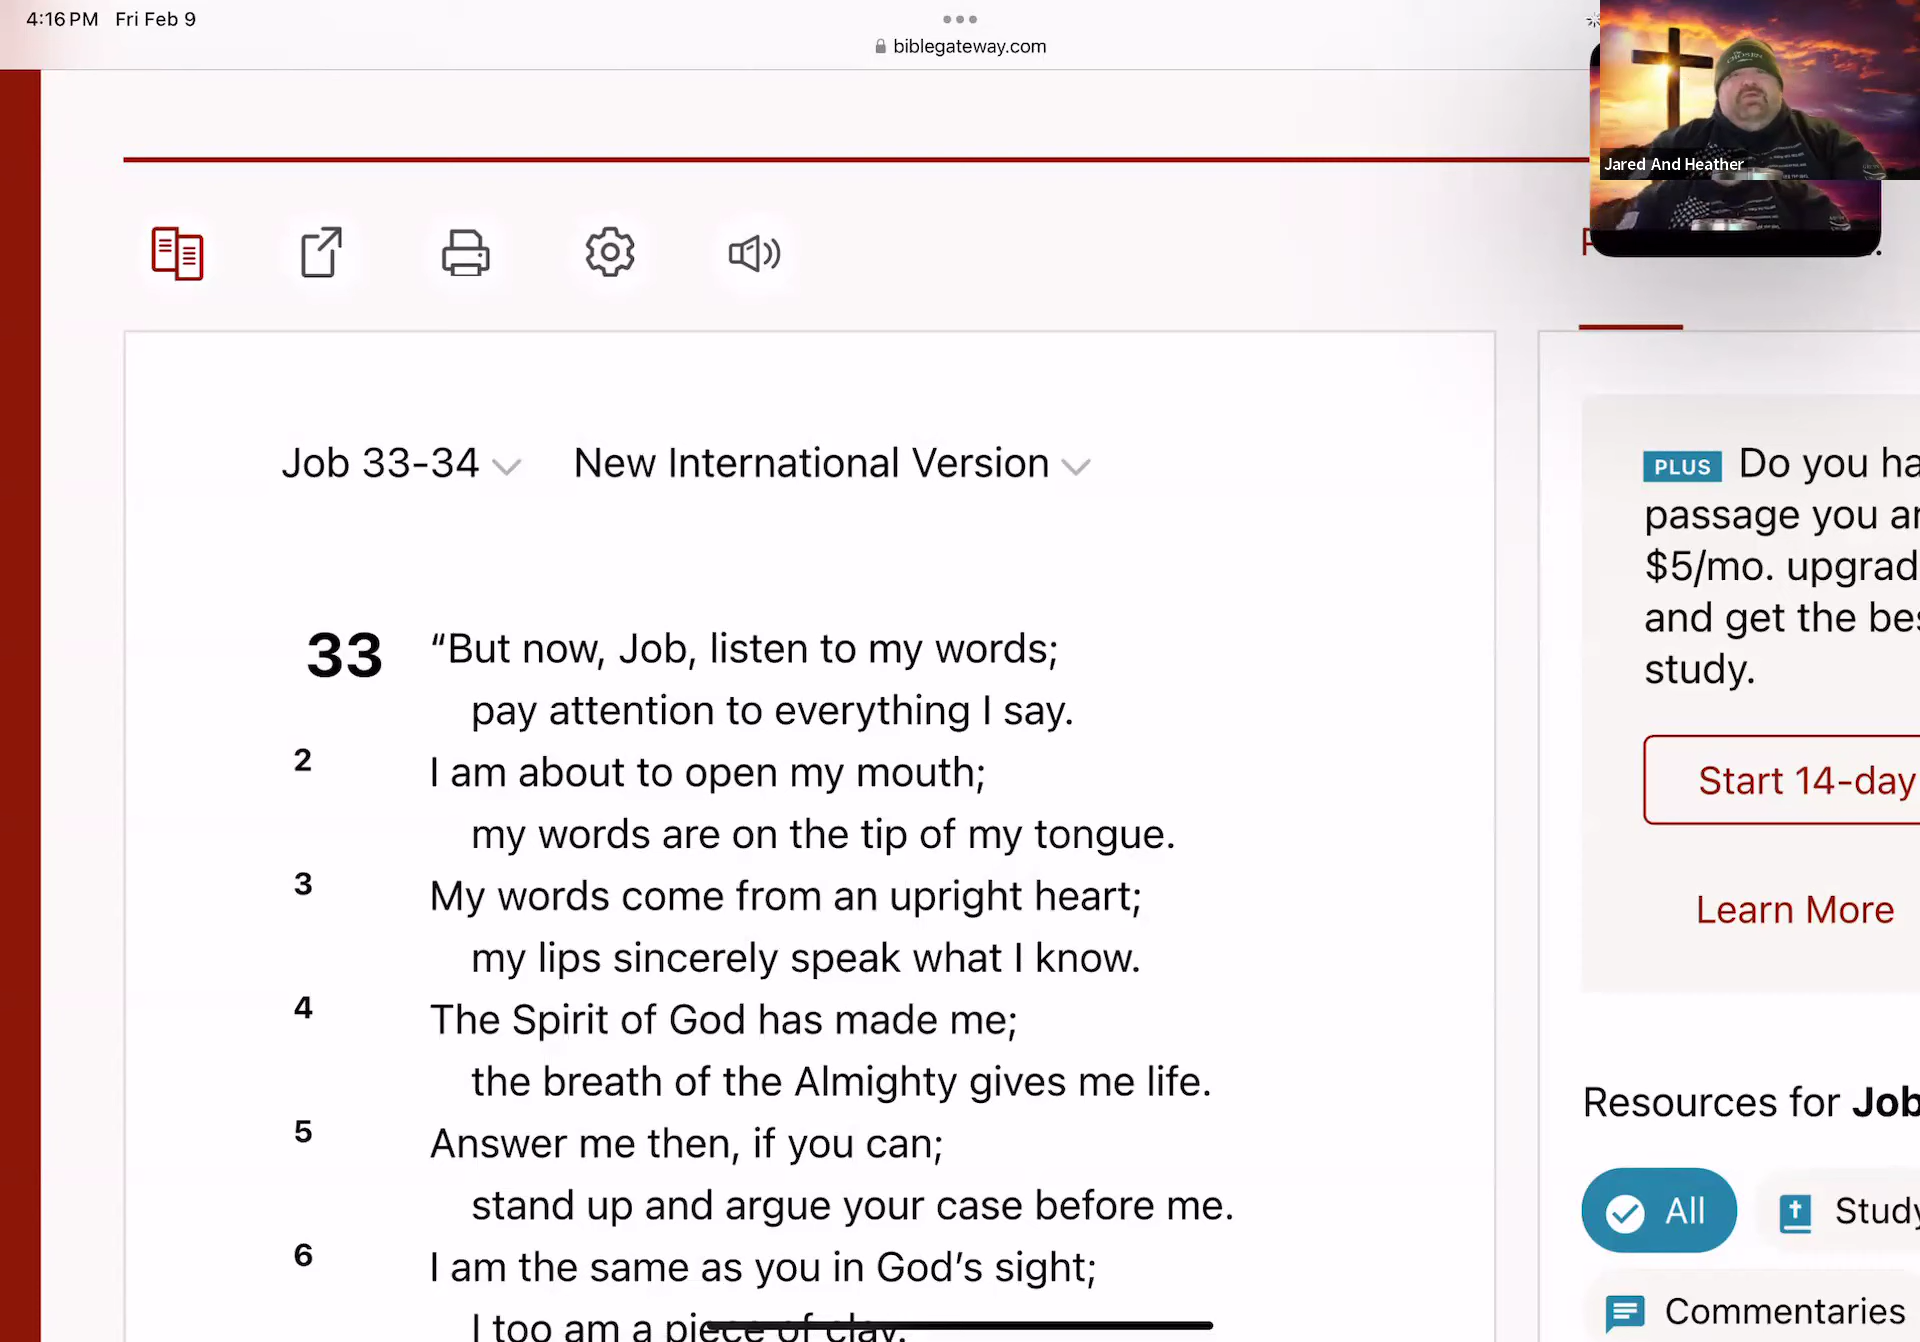 4:16 PM Fri Feb 9
biblegateway.com
Jared And Heather
Job 33-34
New International Version
33 “But now, Job, listen to my words;
pay attention to everything I say.
2 I am about to open my mouth;
my words are on the tip of my tongue.
3 My words come from an upright heart;
my lips sincerely speak what I know.
4 The Spirit of God has made me;
the breath of the Almighty gives me life.
5 Answer me then, if you can;
stand up and argue your case before me.
6 I am the same as you in God’s sight;
I too am a piece of clay.
PLUS Do you ha
passage you ar
$5/mo. upgrad
and get the bes
study.
Start 14-day
Learn More
Resources for Job
All
Study
Commentaries